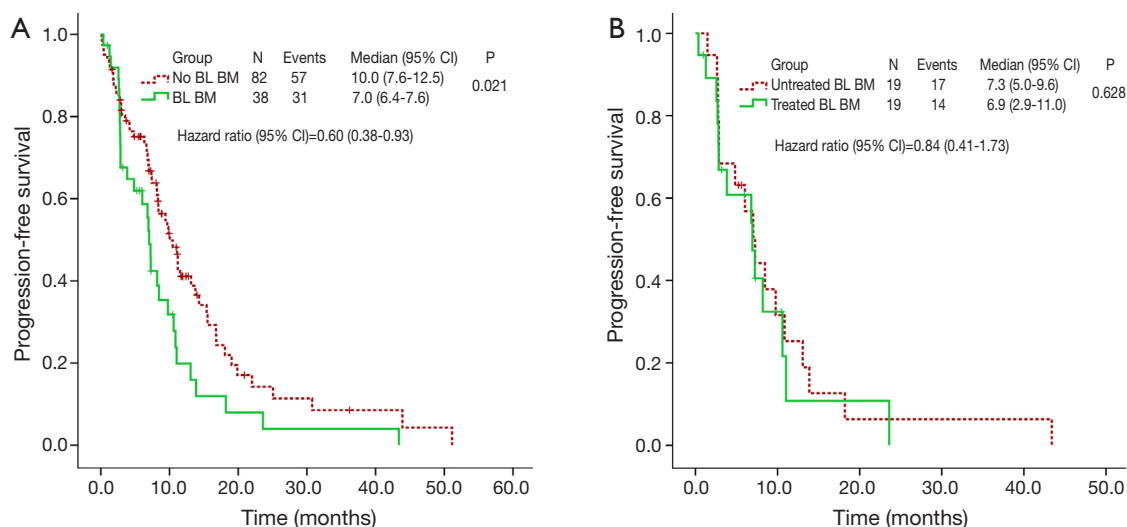 A
Group N Events Median (95% CI) P
No BL BM 82 57 10.0 (7.6-12.5)
0.021
BL BM 38 31 7.0 (6.4-7.6)
Hazard ratio (95% CI)=0.60 (0.38-0.93)
Progression-free survival
1.0
0.8
0.6
0.4
0.2
0.0
0.0 10.0 20.0 30.0 40.0 50.0 60.0
Time (months)
B
Group N Events Median (95% CI) P
Untreated BL BM 19 17 7.3 (5.0-9.6)
0.628
Treated BL BM 19 14 6.9 (2.9-11.0)
Hazard ratio (95% CI)=0.84 (0.41-1.73)
Progression-free survival
1.0
0.8
0.6
0.4
0.2
0.0
0.0 10.0 20.0 30.0 40.0 50.0
Time (months)